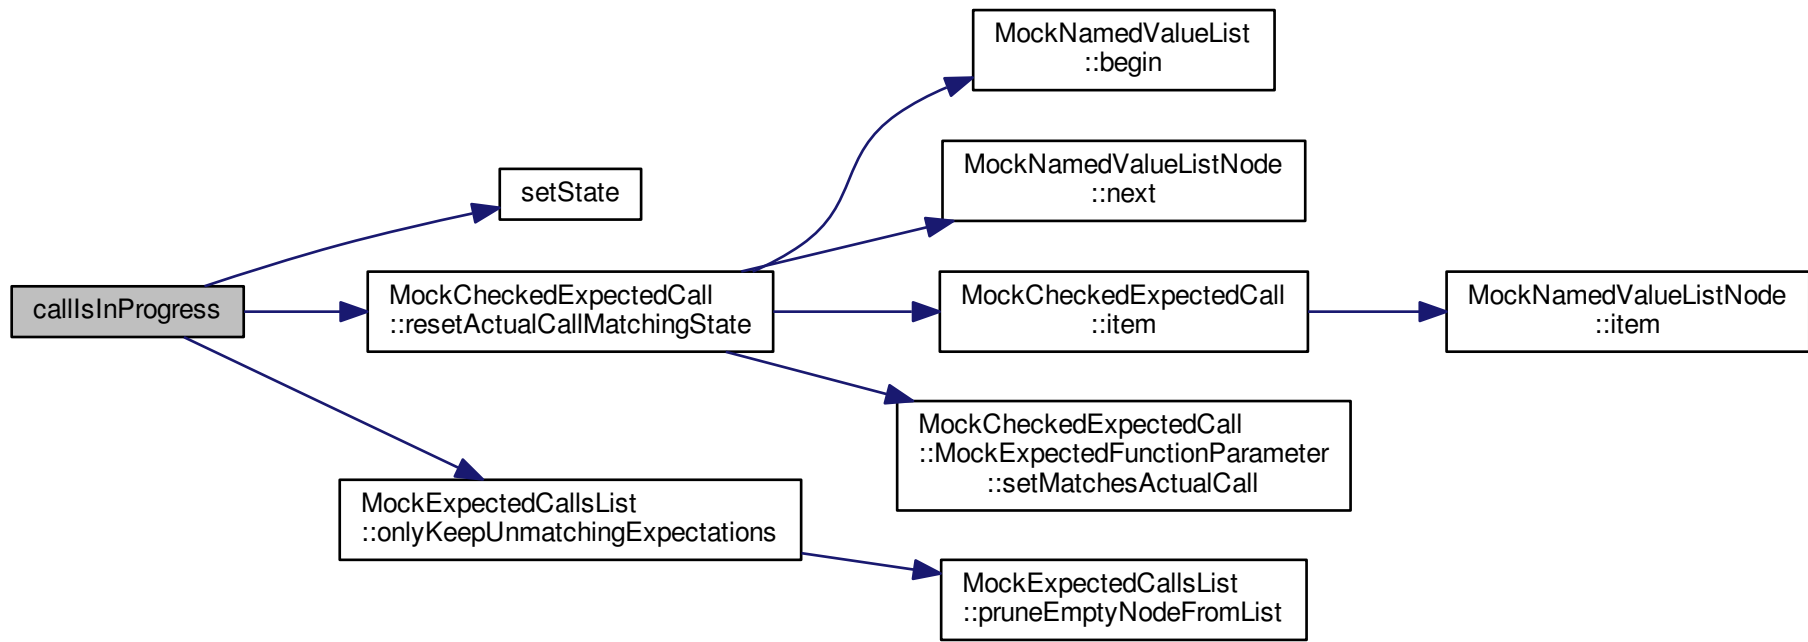 callIsInProgress
setState
MockCheckedExpectedCall
::resetActualCallMatchingState
MockExpectedCallsList
::onlyKeepUnmatchingExpectations
MockNamedValueList
::begin
MockNamedValueListNode
::next
MockCheckedExpectedCall
::item
MockCheckedExpectedCall
::MockExpectedFunctionParameter
::setMatchesActualCall
MockExpectedCallsList
::pruneEmptyNodeFromList
MockNamedValueListNode
::item